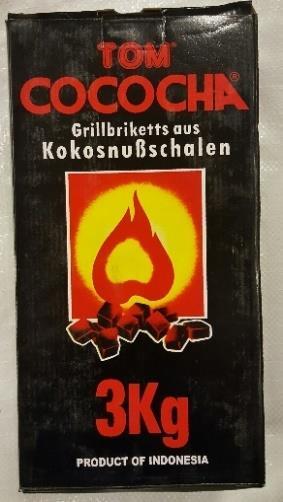 TOM
COCOCHA®
Grillbriketts aus
Kokosnußschalen
3Kg
PRODUCT OF INDONESIA